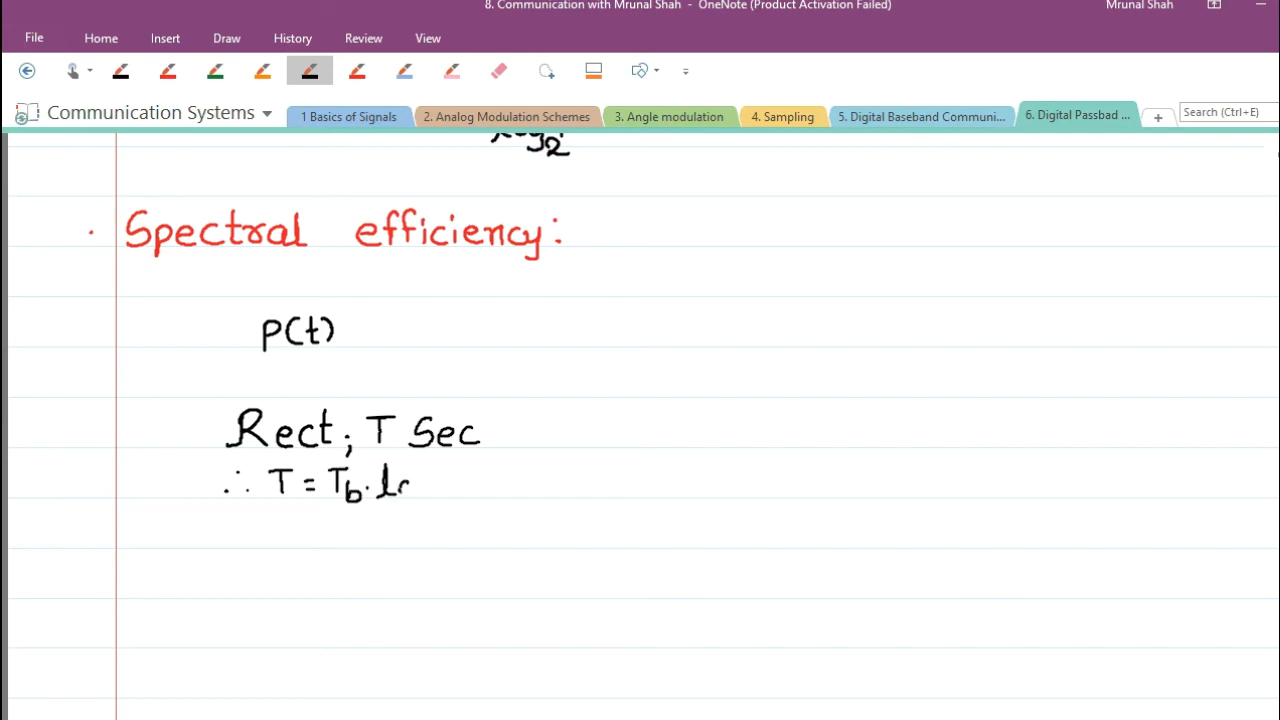 8. Communication with Mrunal Shah - OneNote (Product Activation Failed) Mrunal Shah
File Home Insert Draw History Review View
Communication Systems 1 Basics of Signals 2. Analog Modulation Schemes 3. Angle modulation 4. Sampling 5. Digital Baseband Communi... 6. Digital Passbad ... + Search (Ctrl+E)
· Spectral efficiency:
P(t)
Rect; T Sec
∴ T = Tb · lo